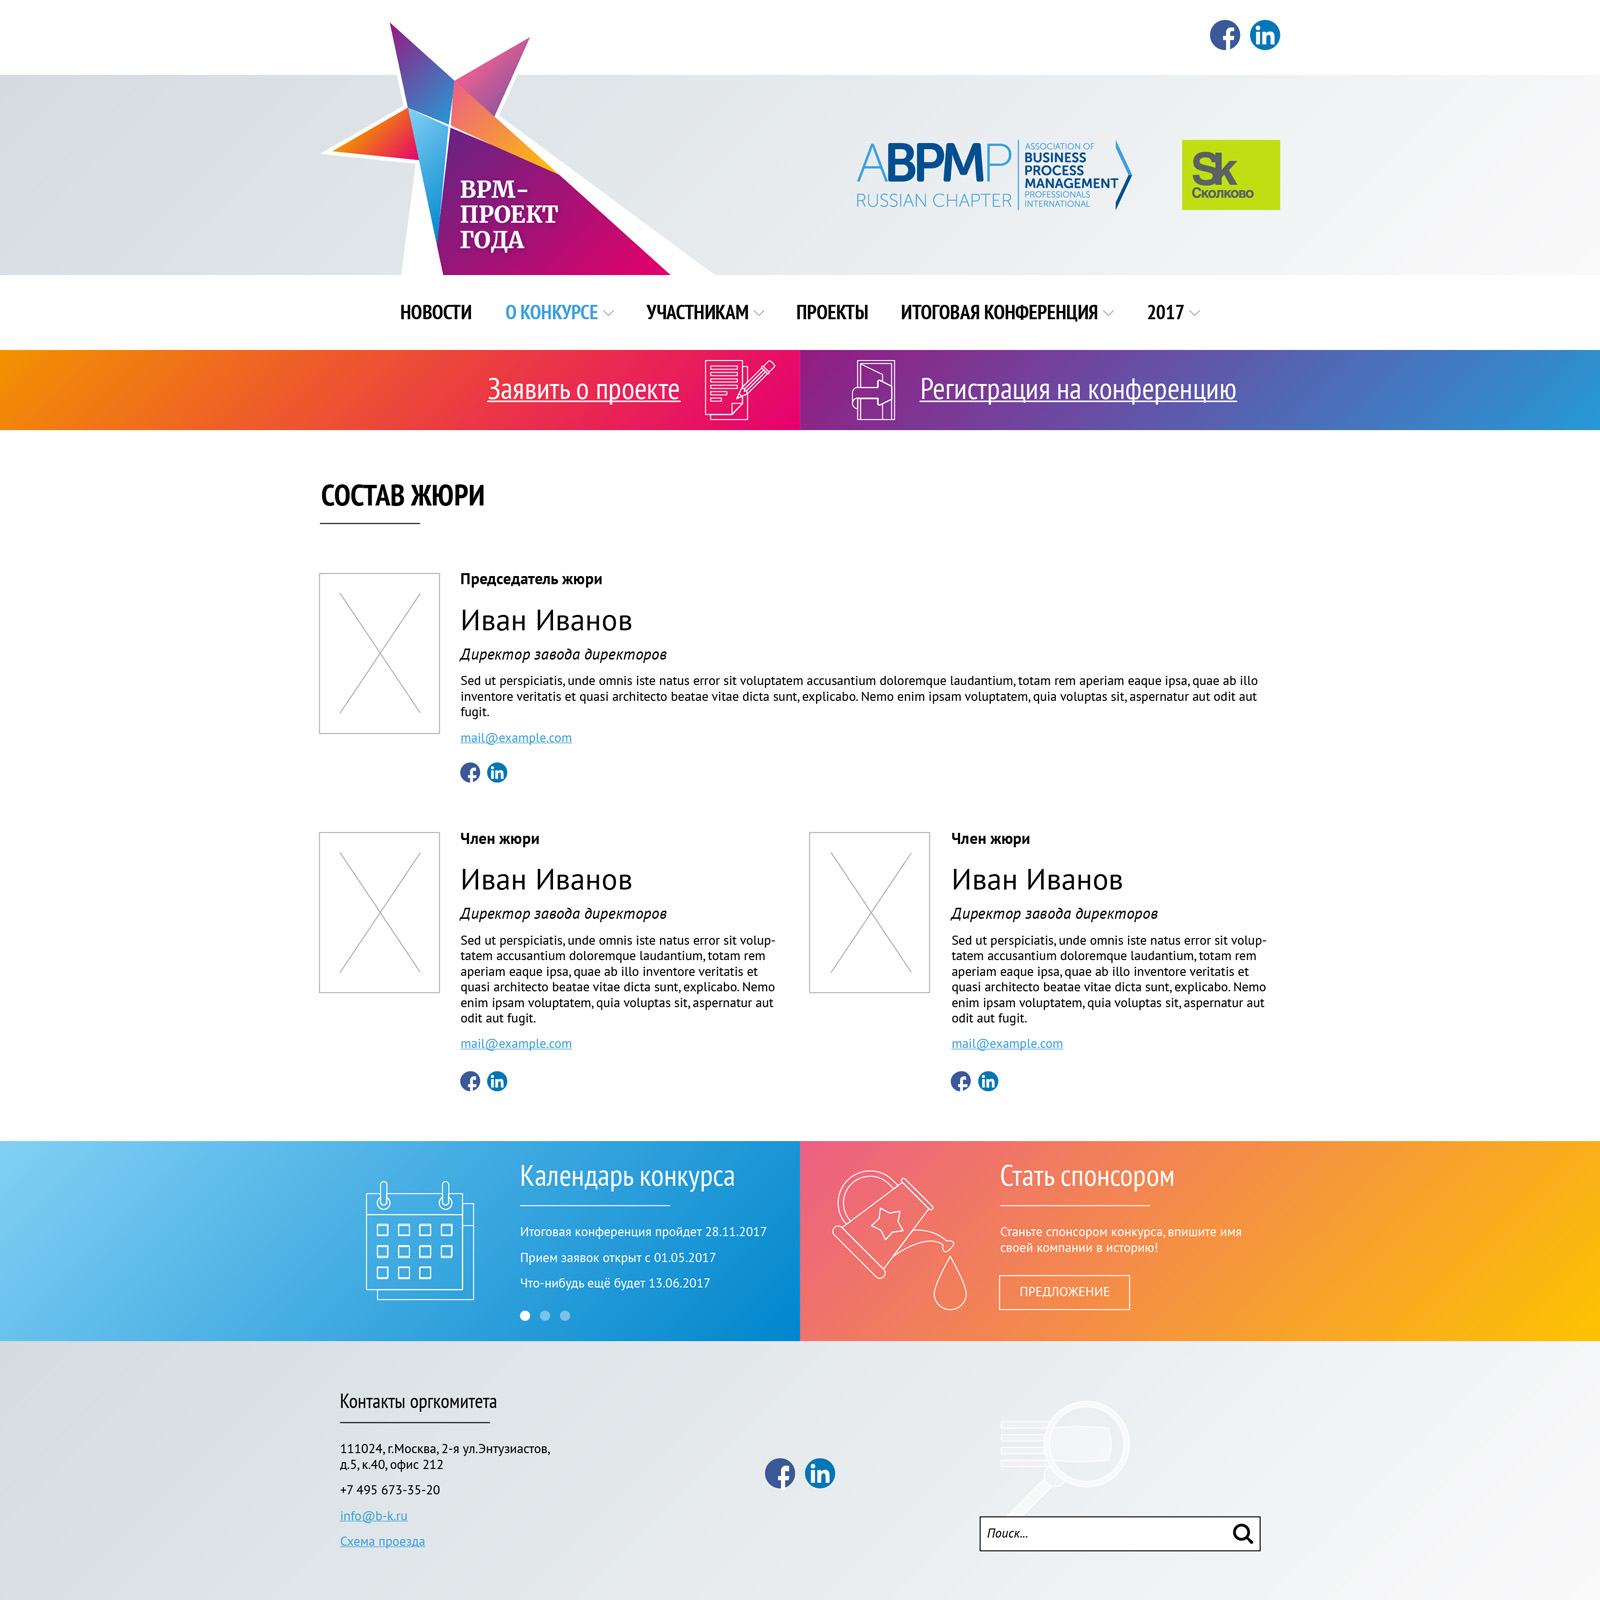 ABPMP
RUSSIAN CHAPTER
ASSOCIATION OF
BUSINESS
PROCESS
MANAGEMENT
PROFESSIONALS
INTERNATIONAL
Sk
Сколково
BPM-
ПРОЕКТ
ГОДА
НОВОСТИ О КОНКУРСЕ УЧАСТНИКАМ ПРОЕКТЫ ИТОГОВАЯ КОНФЕРЕНЦИЯ 2017
Заявить о проекте
Регистрация на конференцию
СОСТАВ ЖЮРИ
Председатель жюри
Иван Иванов
Директор завода директоров
Sed ut perspiciatis, unde omnis iste natus error sit voluptatem accusantium doloremque laudantium, totam rem aperiam eaque ipsa, quae ab illo
inventore veritatis et quasi architecto beatae vitae dicta sunt, explicabo. Nemo enim ipsam voluptatem, quia voluptas sit, aspernatur aut odit aut
fugit.
mail@example.com
in
Член жюри
Иван Иванов
Директор завода директоров
Sed ut perspiciatis, unde omnis iste natus error sit volup-
tatem accusantium doloremque laudantium, totam rem
aperiam eaque ipsa, quae ab illo inventore veritatis et
quasi architecto beatae vitae dicta sunt, explicabo. Nemo
enim ipsam voluptatem, quia voluptas sit, aspernatur aut
odit aut fugit.
mail@example.com
Член жюри
Иван Иванов
Директор завода директоров
Sed ut perspiciatis, unde omnis iste natus error sit volup-
tatem accusantium doloremque laudantium, totam rem
aperiam eaque ipsa, quae ab illo inventore veritatis et
quasi architecto beatae vitae dicta sunt, explicabo. Nemo
enim ipsam voluptatem, quia voluptas sit, aspernatur aut
odit aut fugit.
mail@example.com
Календарь конкурса
Итоговая конференция пройдет 28.11.2017
Прием заявок открыт с 01.05.2017
Что-нибудь ещё будет 13.06.2017
Стать спонсором
Станьте спонсором конкурса, впишите имя
своей компании в историю!
ПРЕДЛОЖЕНИЕ
Контакты оргкомитета
111024, г.Москва, 2-я ул.Энтузиастов,
д.5, к.40, офис 212
+7 495 673-35-20
info@b-k.ru
Схема проезда
Поиск...